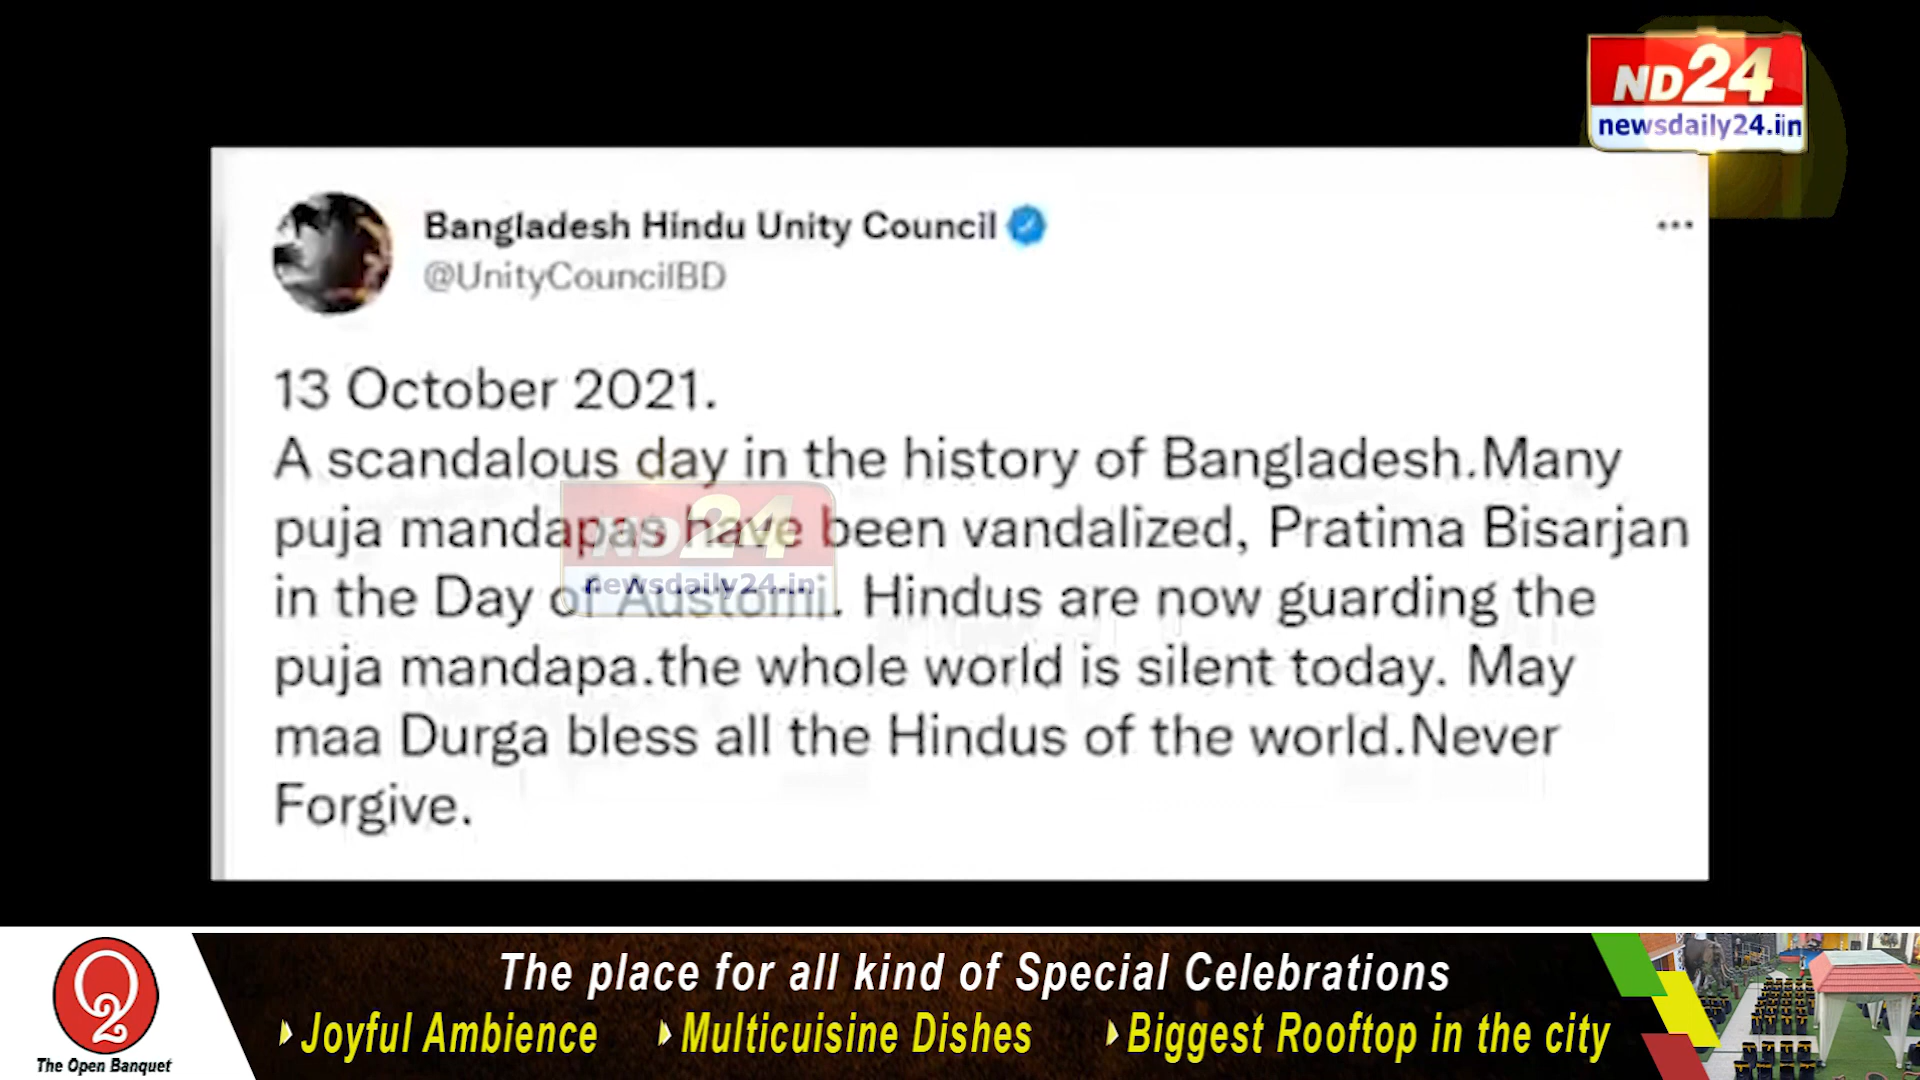 ND24
newsdaily24.in
Bangladesh Hindu Unity Council
@UnityCouncilBD
13 October 2021.
A scandalous day in the history of Bangladesh.Many
puja mandapas have been vandalized, Pratima Bisarjan
in the Day of Austomi. Hindus are now guarding the
puja mandapa.the whole world is silent today. May
maa Durga bless all the Hindus of the world.Never
Forgive.
ND24
newsdaily24.in
O2
The Open Banquet
The place for all kind of Special Celebrations
Joyful Ambience Multicuisine Dishes Biggest Rooftop in the city